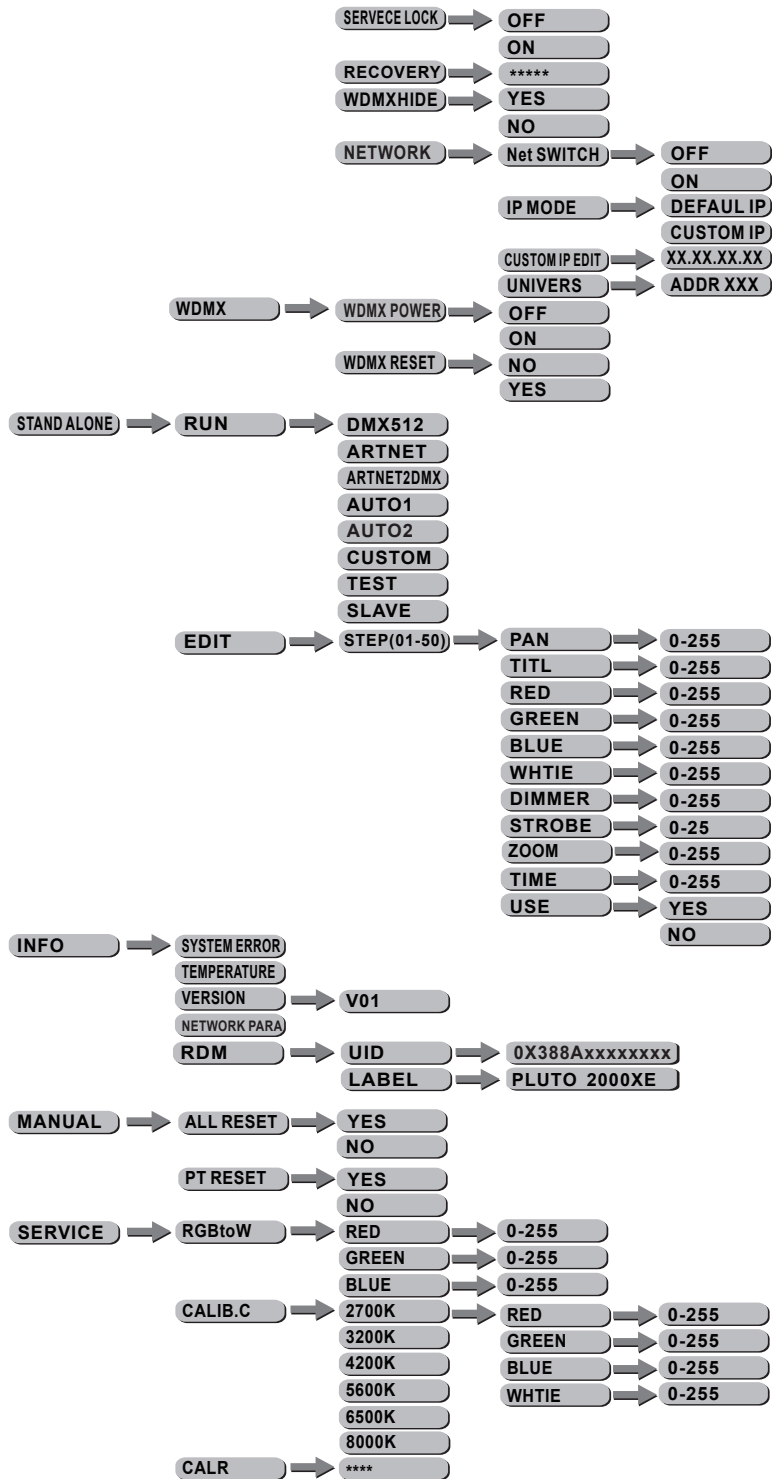 SERVECE LOCK OFF
ON
RECOVERY *****
WDMXHIDE YES
NO
NETWORK Net SWITCH OFF
ON
IP MODE DEFAUL IP
CUSTOM IP
CUSTOM IP EDIT XX.XX.XX.XX
UNIVERS ADDR XXX
WDMX WDMX POWER OFF
ON
WDMX RESET NO
YES
STAND ALONE RUN DMX512
ARTNET
ARTNET2DMX
AUTO1
AUTO2
CUSTOM
TEST
SLAVE
EDIT STEP(01-50) PAN 0-255
TITL 0-255
RED 0-255
GREEN 0-255
BLUE 0-255
WHTIE 0-255
DIMMER 0-255
STROBE 0-25
ZOOM 0-255
TIME 0-255
USE YES
NO
INFO SYSTEM ERROR
TEMPERATURE
VERSION V01
NETWORK PARA
RDM UID 0X388Axxxxxxxx
LABEL PLUTO 2000XE
MANUAL ALL RESET YES
NO
PT RESET YES
NO
SERVICE RGBtoW RED 0-255
GREEN 0-255
BLUE 0-255
CALIB.C 2700K RED 0-255
3200K GREEN 0-255
4200K BLUE 0-255
5600K WHTIE 0-255
6500K
8000K
CALR ****